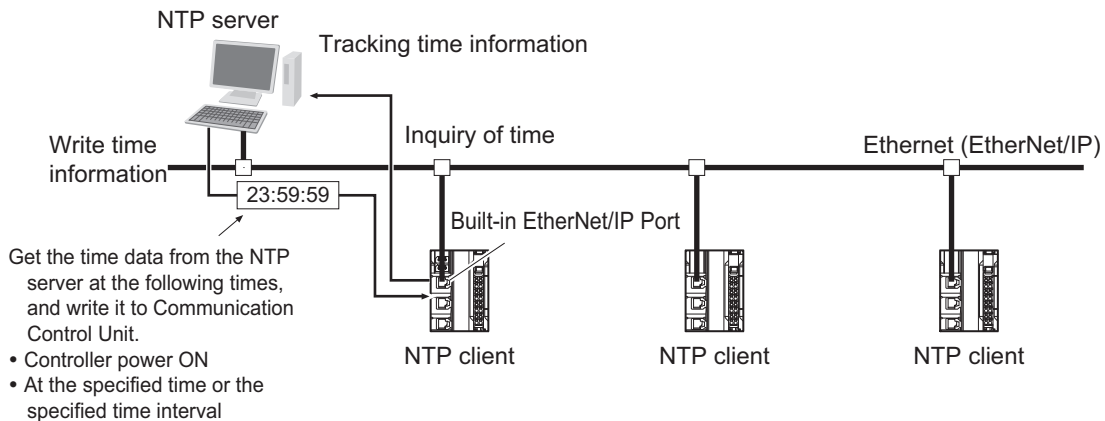 NTP server
Tracking time information
Write time
information
Inquiry of time
Ethernet (EtherNet/IP)
23:59:59
Built-in EtherNet/IP Port
Get the time data from the NTP
server at the following times,
and write it to Communication
Control Unit.
• Controller power ON
• At the specified time or the
specified time interval
NTP client
NTP client
NTP client